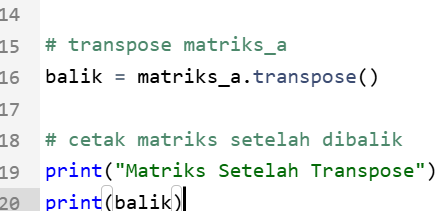 14
15 # transpose matriks_a
16 balik = matriks_a.transpose()
17
18 # cetak matriks setelah dibalik
19 print("Matriks Setelah Transpose")
20 print(balik)